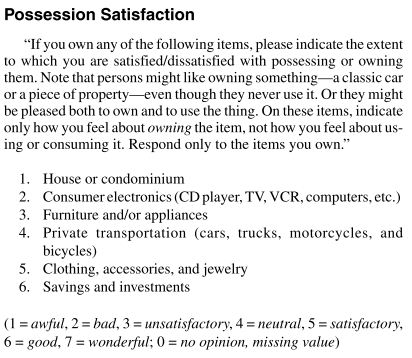 Possession Satisfaction
“If you own any of the following items, please indicate the extent
to which you are satisfied/dissatisfied with possessing or owning
them. Note that persons might like owning something—a classic car
or a piece of property—even though they never use it. Or they might
be pleased both to own and to use the thing. On these items, indicate
only how you feel about owning the item, not how you feel about us-
ing or consuming it. Respond only to the items you own.”
1. House or condominium
2. Consumer electronics (CD player, TV, VCR, computers, etc.)
3. Furniture and/or appliances
4. Private transportation (cars, trucks, motorcycles, and
bicycles)
5. Clothing, accessories, and jewelry
6. Savings and investments
(1 = awful, 2 = bad, 3 = unsatisfactory, 4 = neutral, 5 = satisfactory,
6 = good, 7 = wonderful; 0 = no opinion, missing value)